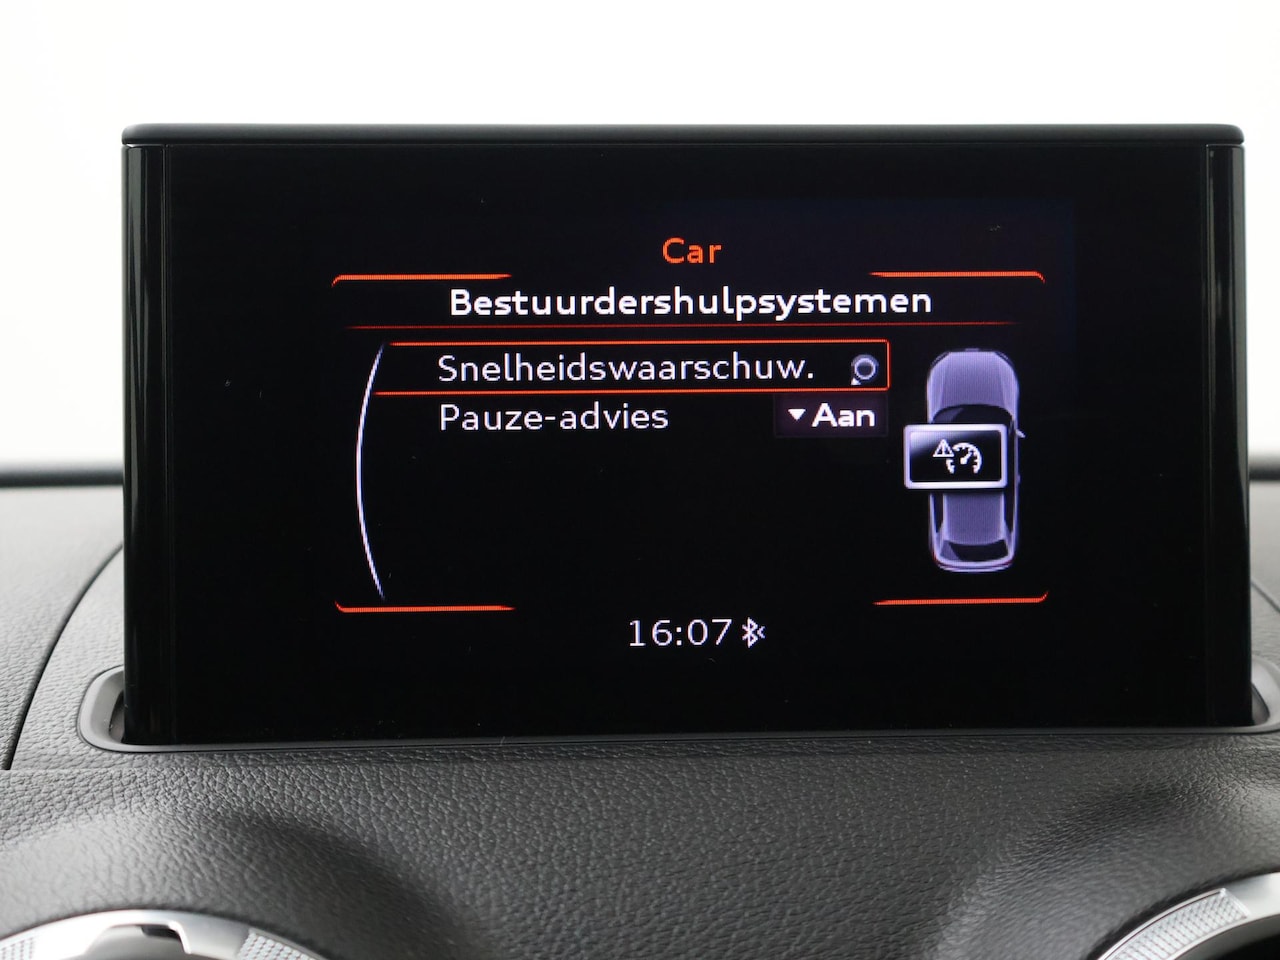 Car
Bestuurdershulpsystemen
Snelheidswaarschuw.
Pauze-advies ▼ Aan
16:07